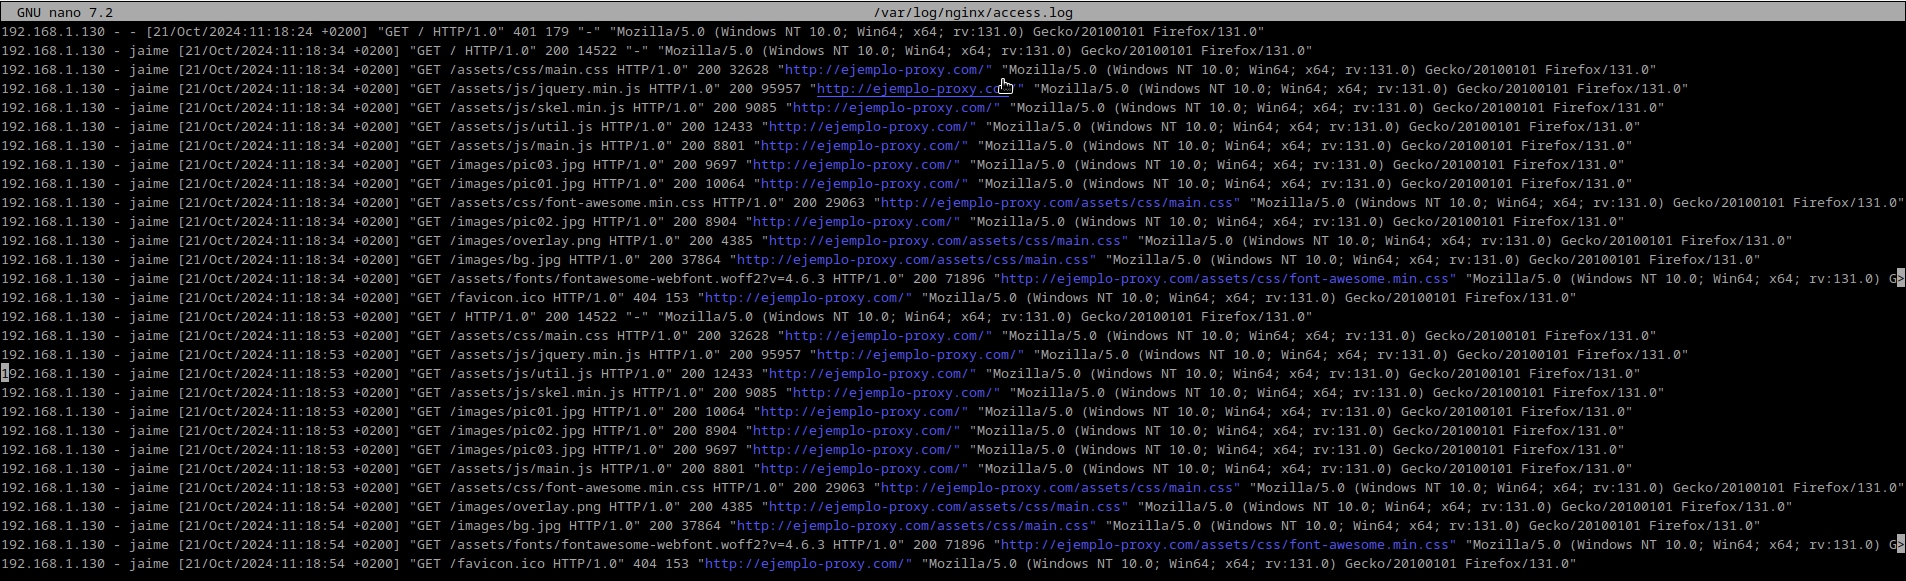 GNU nano 7.2 /var/log/nginx/access.log
192.168.1.130 - - [21/Oct/2024:11:18:24 +0200] "GET / HTTP/1.0" 401 179 "-" "Mozilla/5.0 (Windows NT 10.0; Win64; x64; rv:131.0) Gecko/20100101 Firefox/131.0"
192.168.1.130 - jaime [21/Oct/2024:11:18:34 +0200] "GET / HTTP/1.0" 200 14522 "-" "Mozilla/5.0 (Windows NT 10.0; Win64; x64; rv:131.0) Gecko/20100101 Firefox/131.0"
192.168.1.130 - jaime [21/Oct/2024:11:18:34 +0200] "GET /assets/css/main.css HTTP/1.0" 200 32628 "http://ejemplo-proxy.com/" "Mozilla/5.0 (Windows NT 10.0; Win64; x64; rv:131.0) Gecko/20100101 Firefox/131.0"
192.168.1.130 - jaime [21/Oct/2024:11:18:34 +0200] "GET /assets/js/jquery.min.js HTTP/1.0" 200 95957 "http://ejemplo-proxy.com/" "Mozilla/5.0 (Windows NT 10.0; Win64; x64; rv:131.0) Gecko/20100101 Firefox/131.0"
192.168.1.130 - jaime [21/Oct/2024:11:18:34 +0200] "GET /assets/js/skel.min.js HTTP/1.0" 200 9085 "http://ejemplo-proxy.com/" "Mozilla/5.0 (Windows NT 10.0; Win64; x64; rv:131.0) Gecko/20100101 Firefox/131.0"
192.168.1.130 - jaime [21/Oct/2024:11:18:34 +0200] "GET /assets/js/util.js HTTP/1.0" 200 12433 "http://ejemplo-proxy.com/" "Mozilla/5.0 (Windows NT 10.0; Win64; x64; rv:131.0) Gecko/20100101 Firefox/131.0"
192.168.1.130 - jaime [21/Oct/2024:11:18:34 +0200] "GET /assets/js/main.js HTTP/1.0" 200 8801 "http://ejemplo-proxy.com/" "Mozilla/5.0 (Windows NT 10.0; Win64; x64; rv:131.0) Gecko/20100101 Firefox/131.0"
192.168.1.130 - jaime [21/Oct/2024:11:18:34 +0200] "GET /images/pic03.jpg HTTP/1.0" 200 9697 "http://ejemplo-proxy.com/" "Mozilla/5.0 (Windows NT 10.0; Win64; x64; rv:131.0) Gecko/20100101 Firefox/131.0"
192.168.1.130 - jaime [21/Oct/2024:11:18:34 +0200] "GET /images/pic01.jpg HTTP/1.0" 200 10064 "http://ejemplo-proxy.com/" "Mozilla/5.0 (Windows NT 10.0; Win64; x64; rv:131.0) Gecko/20100101 Firefox/131.0"
192.168.1.130 - jaime [21/Oct/2024:11:18:34 +0200] "GET /assets/css/font-awesome.min.css HTTP/1.0" 200 29063 "http://ejemplo-proxy.com/assets/css/main.css" "Mozilla/5.0 (Windows NT 10.0; Win64; x64; rv:131.0) Gecko/20100101 Firefox/131.0"
192.168.1.130 - jaime [21/Oct/2024:11:18:34 +0200] "GET /images/pic02.jpg HTTP/1.0" 200 8904 "http://ejemplo-proxy.com/" "Mozilla/5.0 (Windows NT 10.0; Win64; x64; rv:131.0) Gecko/20100101 Firefox/131.0"
192.168.1.130 - jaime [21/Oct/2024:11:18:34 +0200] "GET /images/overlay.png HTTP/1.0" 200 4385 "http://ejemplo-proxy.com/assets/css/main.css" "Mozilla/5.0 (Windows NT 10.0; Win64; x64; rv:131.0) Gecko/20100101 Firefox/131.0"
192.168.1.130 - jaime [21/Oct/2024:11:18:34 +0200] "GET /images/bg.jpg HTTP/1.0" 200 37864 "http://ejemplo-proxy.com/assets/css/main.css" "Mozilla/5.0 (Windows NT 10.0; Win64; x64; rv:131.0) Gecko/20100101 Firefox/131.0"
192.168.1.130 - jaime [21/Oct/2024:11:18:34 +0200] "GET /assets/fonts/fontawesome-webfont.woff2?v=4.6.3 HTTP/1.0" 200 71896 "http://ejemplo-proxy.com/assets/css/font-awesome.min.css" "Mozilla/5.0 (Windows NT 10.0; Win64; x64; rv:131.0) G>
192.168.1.130 - jaime [21/Oct/2024:11:18:34 +0200] "GET /favicon.ico HTTP/1.0" 404 153 "http://ejemplo-proxy.com/" "Mozilla/5.0 (Windows NT 10.0; Win64; x64; rv:131.0) Gecko/20100101 Firefox/131.0"
192.168.1.130 - jaime [21/Oct/2024:11:18:53 +0200] "GET / HTTP/1.0" 200 14522 "-" "Mozilla/5.0 (Windows NT 10.0; Win64; x64; rv:131.0) Gecko/20100101 Firefox/131.0"
192.168.1.130 - jaime [21/Oct/2024:11:18:53 +0200] "GET /assets/css/main.css HTTP/1.0" 200 32628 "http://ejemplo-proxy.com/" "Mozilla/5.0 (Windows NT 10.0; Win64; x64; rv:131.0) Gecko/20100101 Firefox/131.0"
192.168.1.130 - jaime [21/Oct/2024:11:18:53 +0200] "GET /assets/js/jquery.min.js HTTP/1.0" 200 95957 "http://ejemplo-proxy.com/" "Mozilla/5.0 (Windows NT 10.0; Win64; x64; rv:131.0) Gecko/20100101 Firefox/131.0"
192.168.1.130 - jaime [21/Oct/2024:11:18:53 +0200] "GET /assets/js/util.js HTTP/1.0" 200 12433 "http://ejemplo-proxy.com/" "Mozilla/5.0 (Windows NT 10.0; Win64; x64; rv:131.0) Gecko/20100101 Firefox/131.0"
192.168.1.130 - jaime [21/Oct/2024:11:18:53 +0200] "GET /assets/js/skel.min.js HTTP/1.0" 200 9085 "http://ejemplo-proxy.com/" "Mozilla/5.0 (Windows NT 10.0; Win64; x64; rv:131.0) Gecko/20100101 Firefox/131.0"
192.168.1.130 - jaime [21/Oct/2024:11:18:53 +0200] "GET /images/pic01.jpg HTTP/1.0" 200 10064 "http://ejemplo-proxy.com/" "Mozilla/5.0 (Windows NT 10.0; Win64; x64; rv:131.0) Gecko/20100101 Firefox/131.0"
192.168.1.130 - jaime [21/Oct/2024:11:18:53 +0200] "GET /images/pic02.jpg HTTP/1.0" 200 8904 "http://ejemplo-proxy.com/" "Mozilla/5.0 (Windows NT 10.0; Win64; x64; rv:131.0) Gecko/20100101 Firefox/131.0"
192.168.1.130 - jaime [21/Oct/2024:11:18:53 +0200] "GET /images/pic03.jpg HTTP/1.0" 200 9697 "http://ejemplo-proxy.com/" "Mozilla/5.0 (Windows NT 10.0; Win64; x64; rv:131.0) Gecko/20100101 Firefox/131.0"
192.168.1.130 - jaime [21/Oct/2024:11:18:53 +0200] "GET /assets/js/main.js HTTP/1.0" 200 8801 "http://ejemplo-proxy.com/" "Mozilla/5.0 (Windows NT 10.0; Win64; x64; rv:131.0) Gecko/20100101 Firefox/131.0"
192.168.1.130 - jaime [21/Oct/2024:11:18:53 +0200] "GET /assets/css/font-awesome.min.css HTTP/1.0" 200 29063 "http://ejemplo-proxy.com/assets/css/main.css" "Mozilla/5.0 (Windows NT 10.0; Win64; x64; rv:131.0) Gecko/20100101 Firefox/131.0"
192.168.1.130 - jaime [21/Oct/2024:11:18:54 +0200] "GET /images/overlay.png HTTP/1.0" 200 4385 "http://ejemplo-proxy.com/assets/css/main.css" "Mozilla/5.0 (Windows NT 10.0; Win64; x64; rv:131.0) Gecko/20100101 Firefox/131.0"
192.168.1.130 - jaime [21/Oct/2024:11:18:54 +0200] "GET /images/bg.jpg HTTP/1.0" 200 37864 "http://ejemplo-proxy.com/assets/css/main.css" "Mozilla/5.0 (Windows NT 10.0; Win64; x64; rv:131.0) Gecko/20100101 Firefox/131.0"
192.168.1.130 - jaime [21/Oct/2024:11:18:54 +0200] "GET /assets/fonts/fontawesome-webfont.woff2?v=4.6.3 HTTP/1.0" 200 71896 "http://ejemplo-proxy.com/assets/css/font-awesome.min.css" "Mozilla/5.0 (Windows NT 10.0; Win64; x64; rv:131.0) G>
192.168.1.130 - jaime [21/Oct/2024:11:18:54 +0200] "GET /favicon.ico HTTP/1.0" 404 153 "http://ejemplo-proxy.com/" "Mozilla/5.0 (Windows NT 10.0; Win64; x64; rv:131.0) Gecko/20100101 Firefox/131.0"